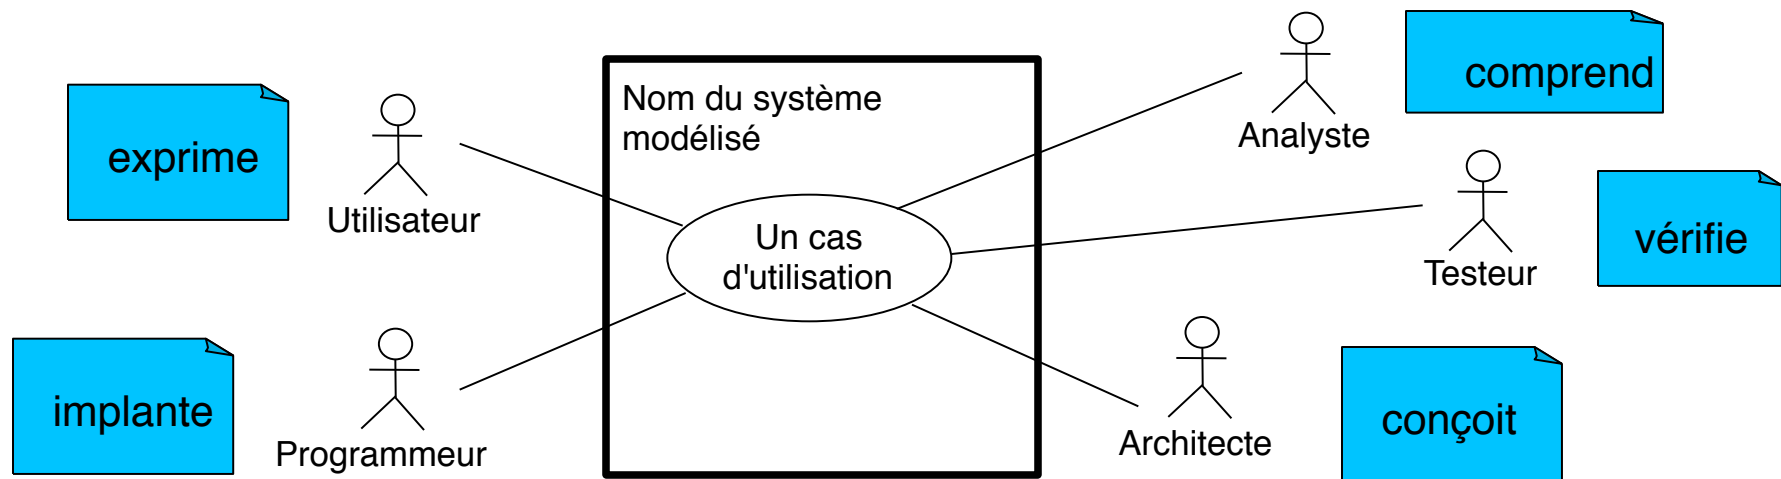 exprime
Utilisateur
implante
Programmeur
Nom du système
modélisé
Un cas
d'utilisation
Analyste
comprend
Testeur
vérifie
Architecte
conçoit